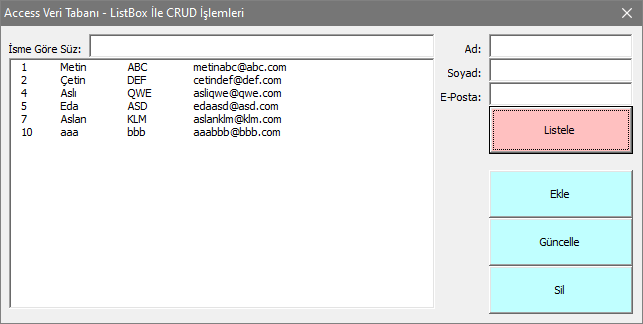 Access Veri Tabanı - ListBox İle CRUD İşlemleri
İsme Göre Süz:
1 Metin ABC metinabc@abc.com
2 Çetin DEF cetindef@def.com
4 Aslı QWE asliqwe@qwe.com
5 Eda ASD edaasd@asd.com
7 Aslan KLM aslanklm@klm.com
10 aaa bbb aaabbb@bbb.com
Ad:
Soyad:
E-Posta:
Listele
Ekle
Güncelle
Sil